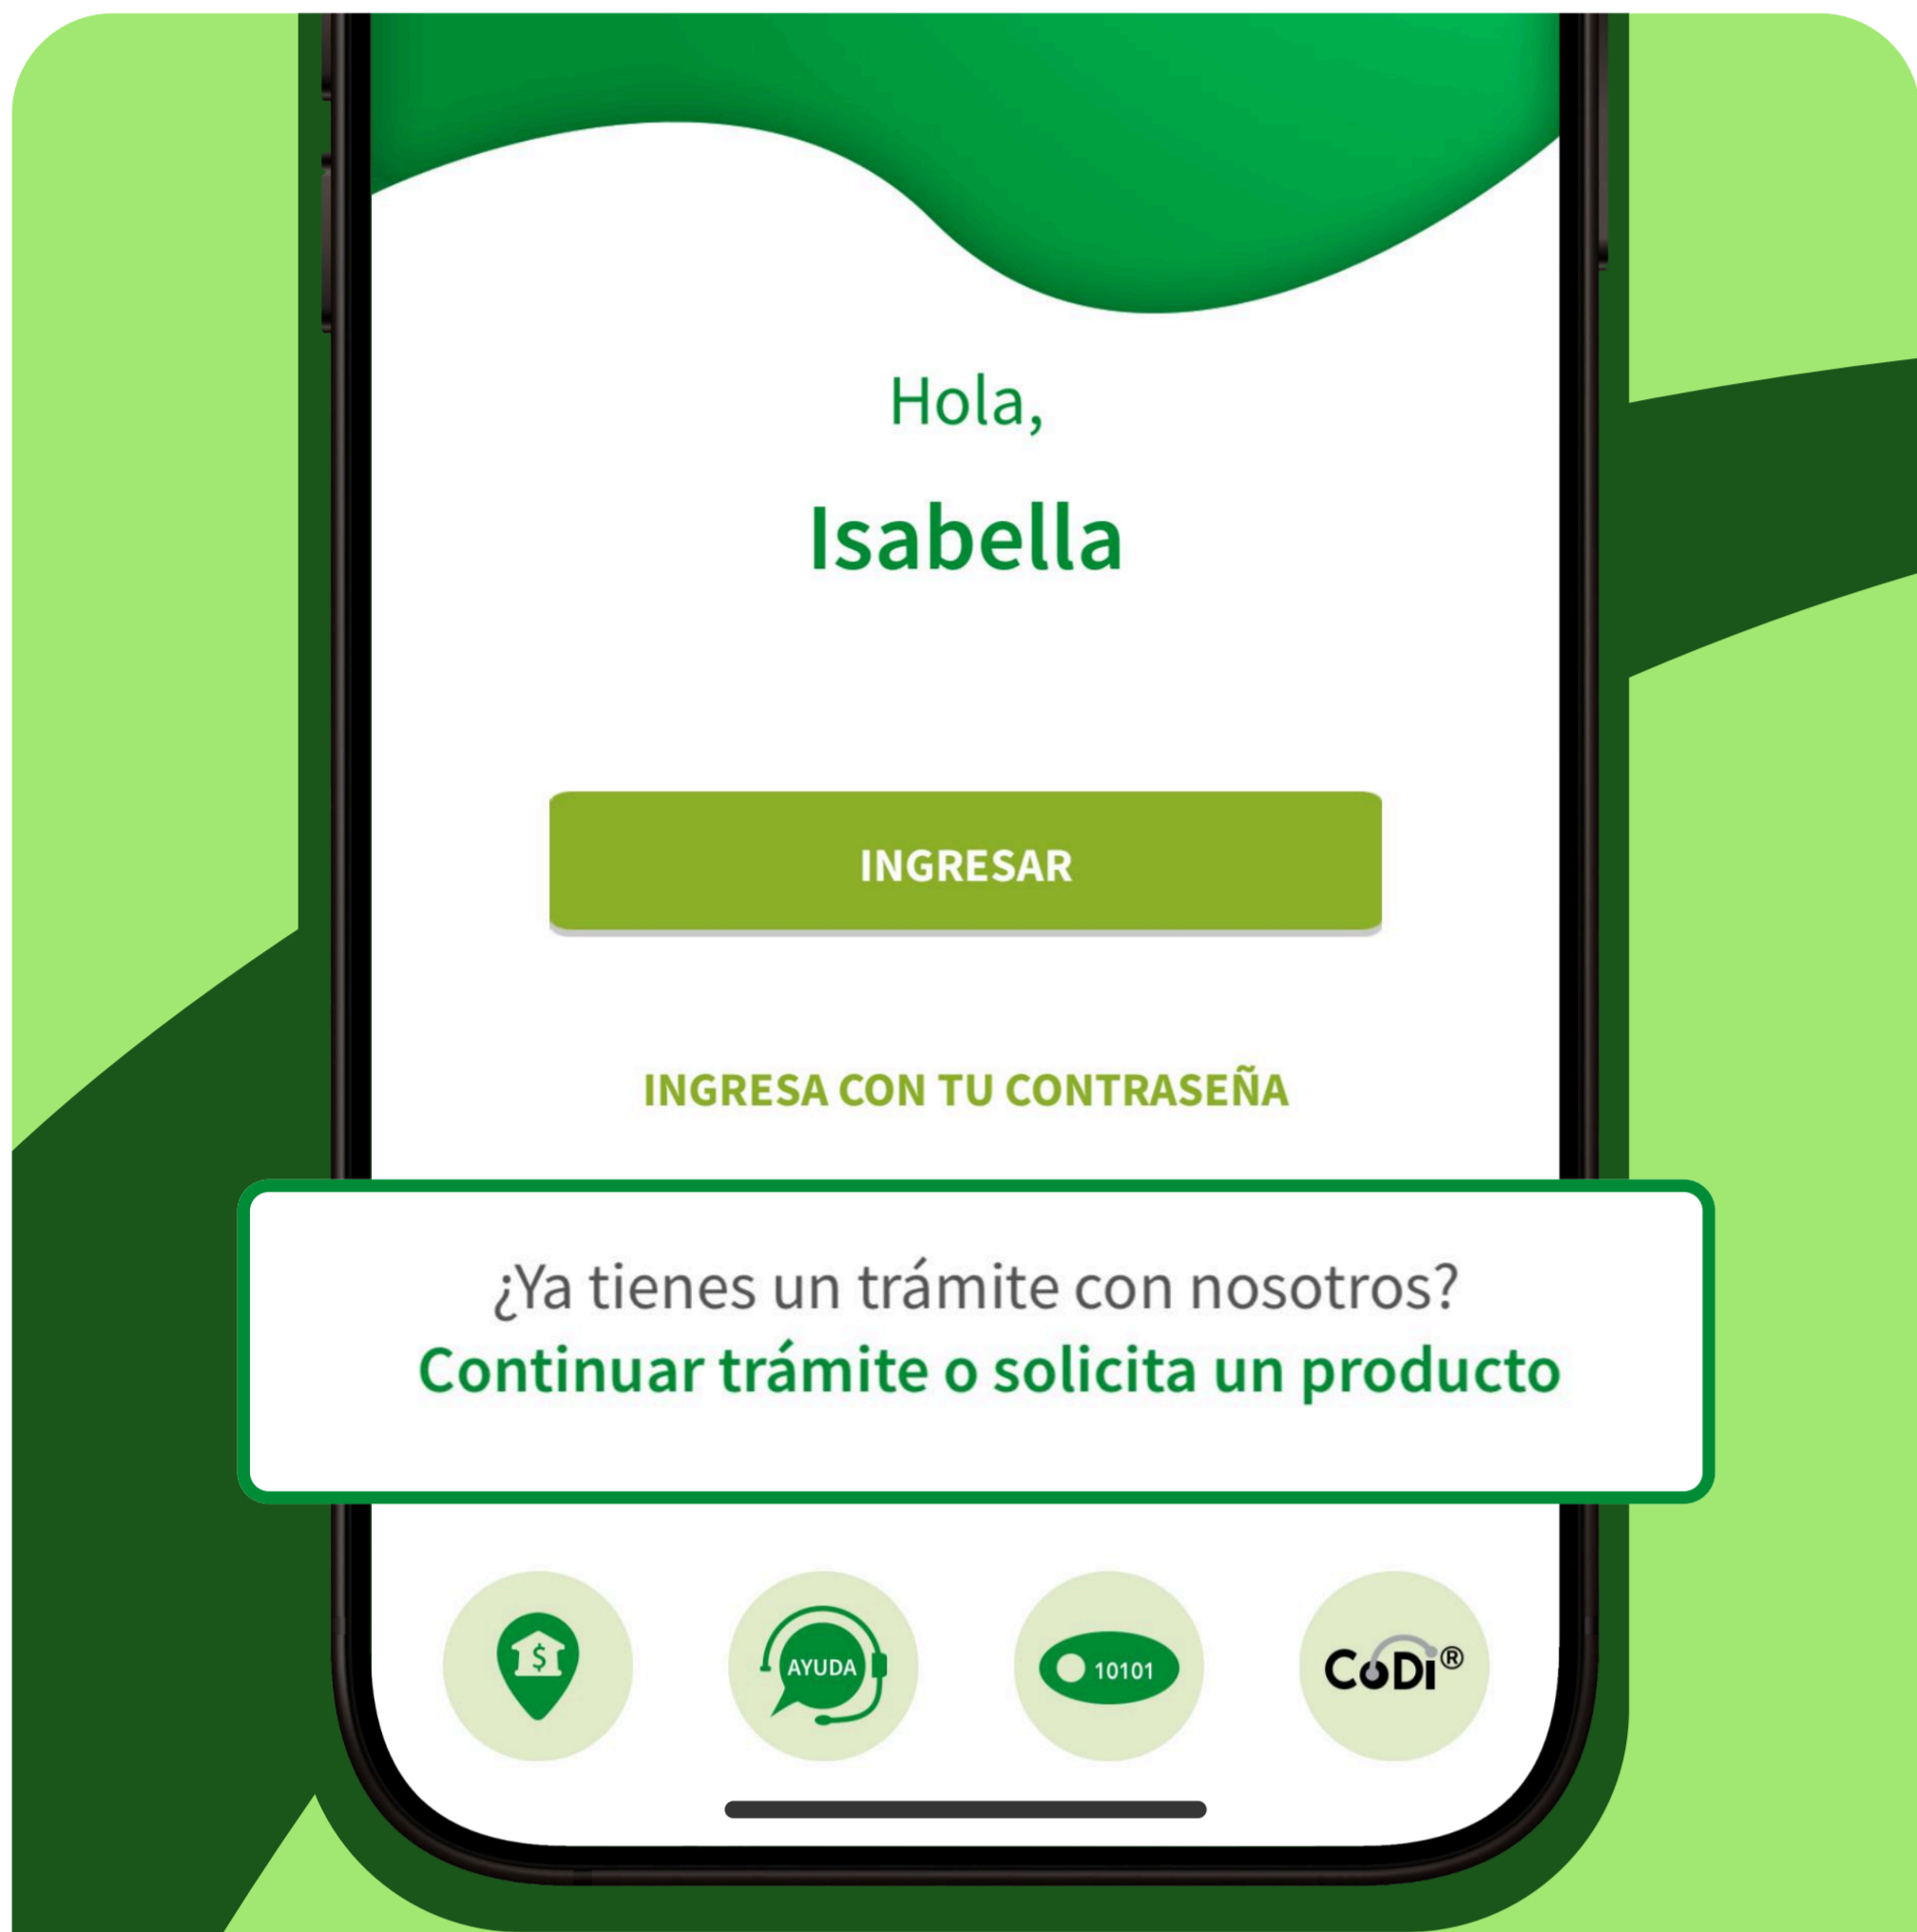 Hola,
Isabella
INGRESAR
INGRESA CON TU CONTRASEÑA
¿Ya tienes un trámite con nosotros?
Continuar trámite o solicita un producto
$
AYUDA
10101
CoDi®